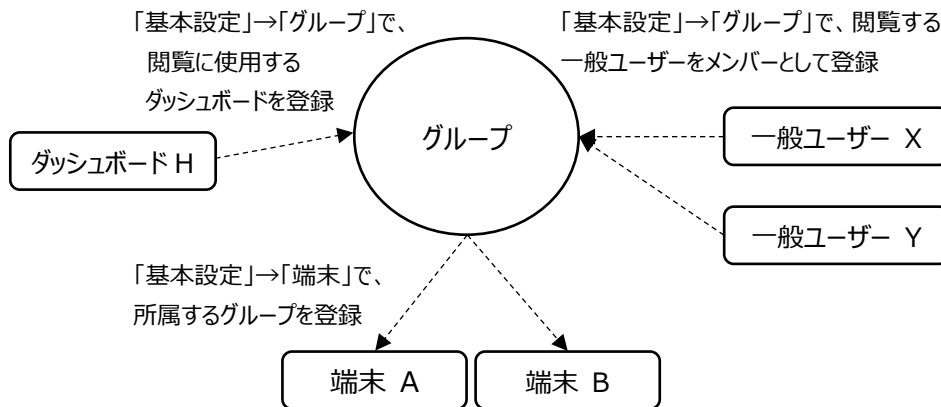 「基本設定」→「グループ」で、
閲覧に使用する
ダッシュボードを登録
「基本設定」→「グループ」で、閲覧する
一般ユーザーをメンバーとして登録
グループ
ダッシュボード H
一般ユーザー X
一般ユーザー Y
「基本設定」→「端末」で、
所属するグループを登録
端末 A
端末 B